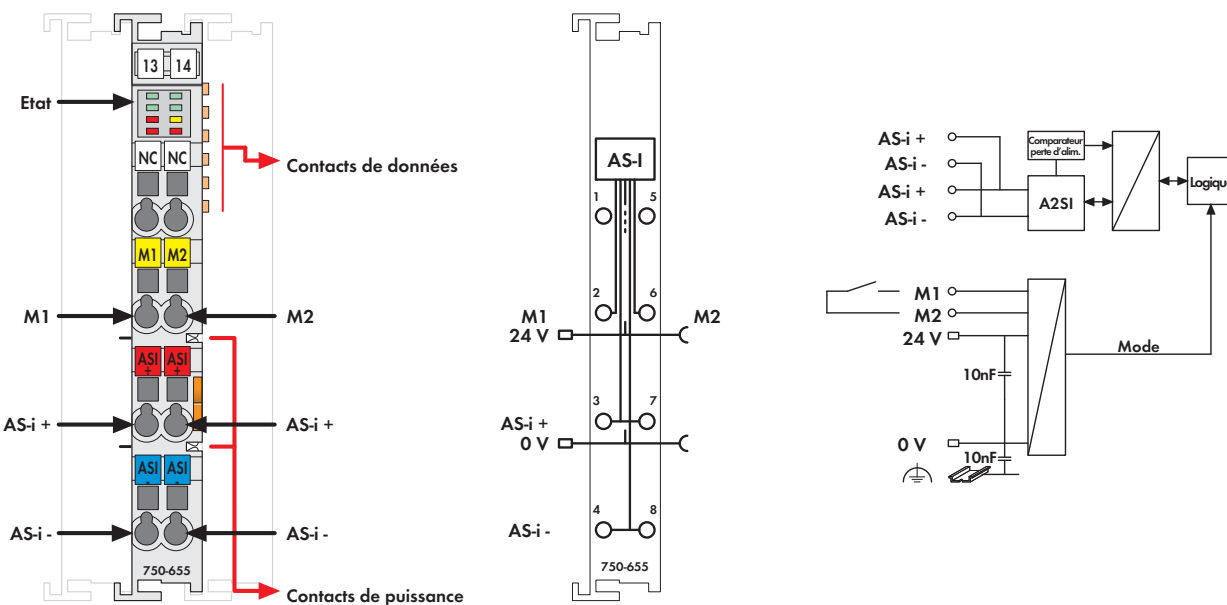 13 14
Etat
NC NC
Contacts de données
M1 M2
M1
M2
ASI + ASI +
AS-i +
AS-i +
ASI - ASI -
AS-i -
AS-i -
750-655
Contacts de puissance
AS-I
1 5
2 6
M1
24 V
M2
3 7
AS-i +
0 V
4 8
AS-i -
750-655
AS-i +
AS-i -
AS-i +
AS-i -
Comparateur
perte d'alim.
A2SI
Logique
M1
M2
24 V
Mode
10nF
0 V
10nF